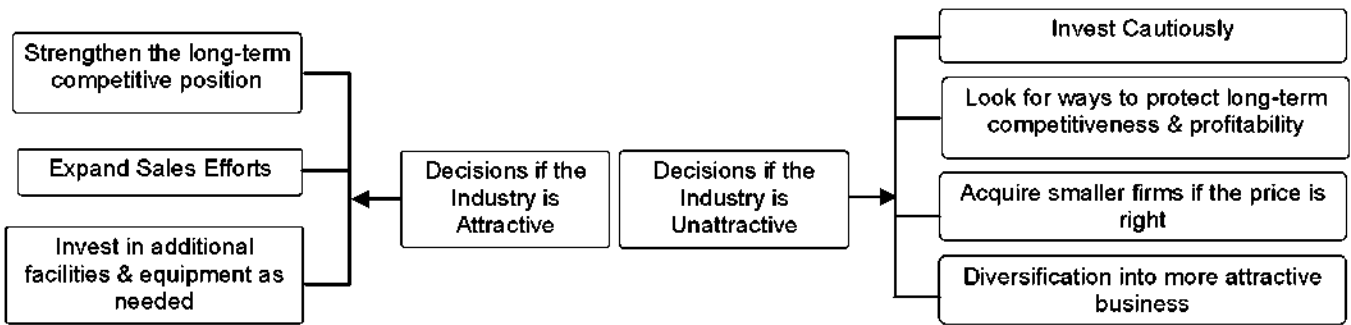 Strengthen the long-term
competitive position
Expand Sales Efforts
Invest in additional
facilities & equipment as
needed
Decisions if the
Industry is
Attractive
Decisions if the
Industry is
Unattractive
Invest Cautiously
Look for ways to protect long-term
competitiveness & profitability
Acquire smaller firms if the price is
right
Diversification into more attractive
business